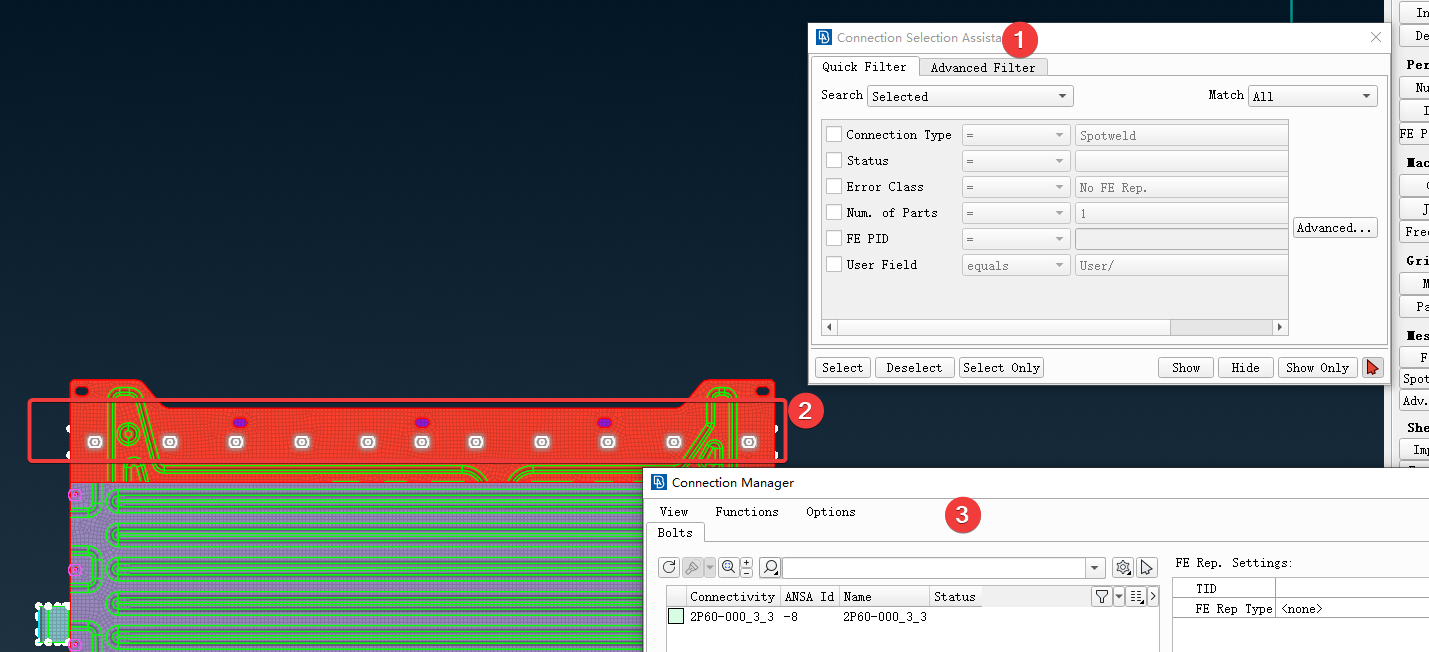 Connection Selection Assista
1
Quick Filter
Advanced Filter
Search
Selected
Match
All
Connection Type
=
Spotweld
Status
=
Error Class
=
No FE Rep.
Num. of Parts
=
1
FE PID
=
User Field
equals
User/
Advanced...
Select
Deselect
Select Only
Show
Hide
Show Only
2
Connection Manager
View
Functions
Options
3
Bolts
FE Rep. Settings:
Connectivity
ANSA Id
Name
Status
2P60-000_3_3
-8
2P60-000_3_3
TID
FE Rep Type
<none>
In
De
Per
Nu
FE P
Mac
Free
Gri
M
Pa
Mes
F
Spot
Adv.
She
Imp